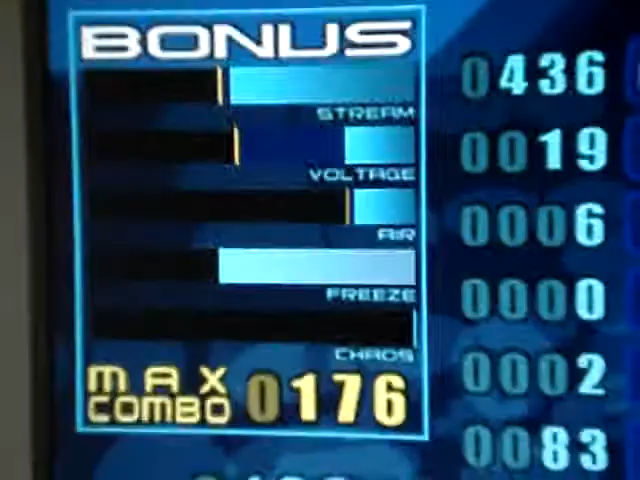 BONUS
STREAM
VOLTAGE
AIR
FREEZE
CHAOS
MAX
COMBO
0176
0436
0019
0006
0000
0002
0083